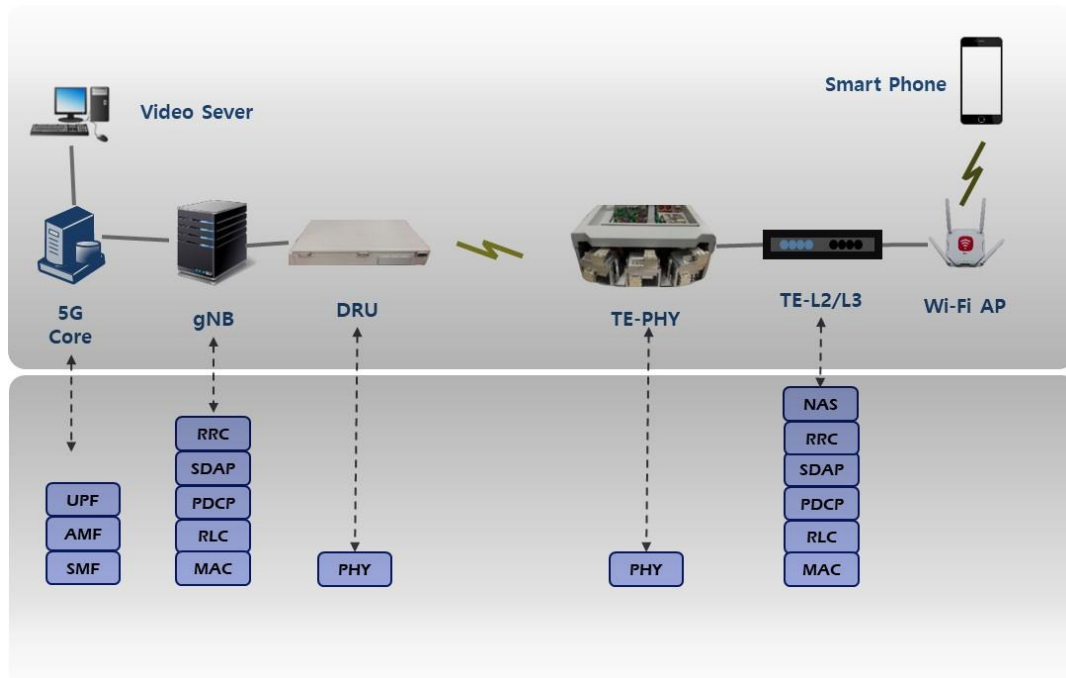 Smart Phone
Video Sever
5G
Core
gNB
DRU
TE-PHY
TE-L2/L3
Wi-Fi AP
UPF
AMF
SMF
RRC
SDAP
PDCP
RLC
MAC
PHY
PHY
NAS
RRC
SDAP
PDCP
RLC
MAC